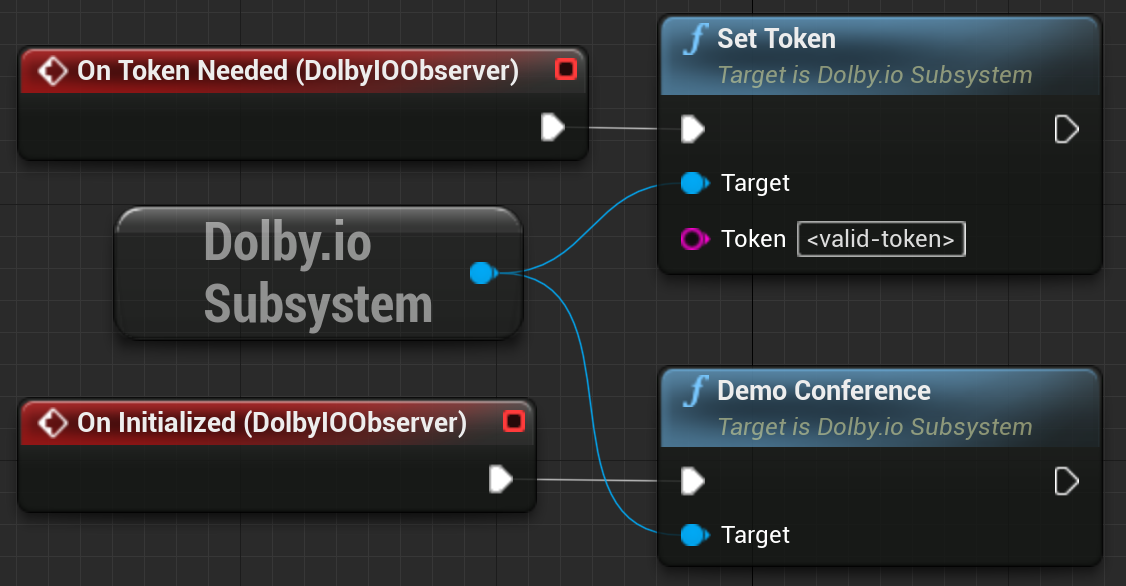 On Token Needed (DolbyIOObserver)
Set Token
Target is Dolby.io Subsystem
Target
Token <valid-token>
Dolby.io
Subsystem
On Initialized (DolbyIOObserver)
Demo Conference
Target is Dolby.io Subsystem
Target